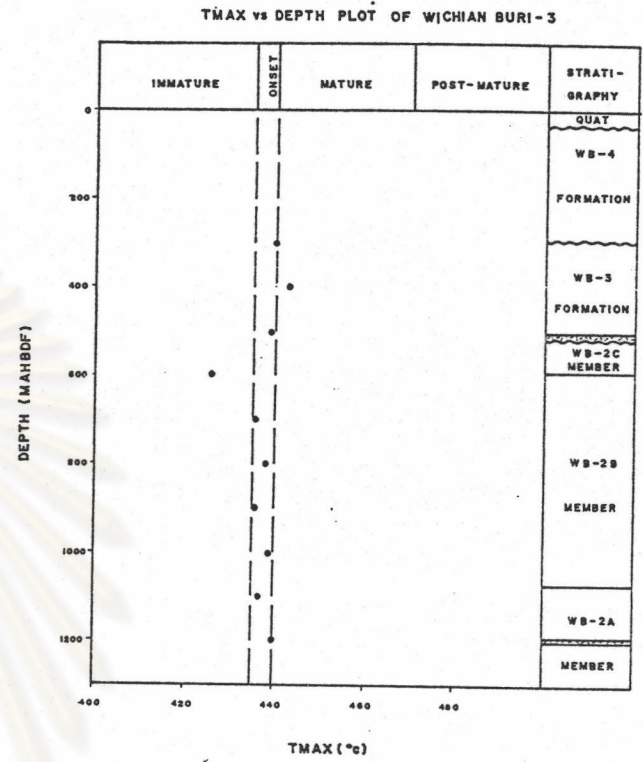 TMAX vs DEPTH PLOT OF WICHIAN BURI-3
IMMATURE
ONSET
MATURE
POST-MATURE
STRATI-
GRAPHY
QUAT
WB-4
FORMATION
WB-3
FORMATION
WB-2C
MEMBER
WB-2B
MEMBER
WB-2A
MEMBER
DEPTH (MAHBDF)
0
200
400
600
800
1000
1200
400
420
440
460
480
TMAX (°C)